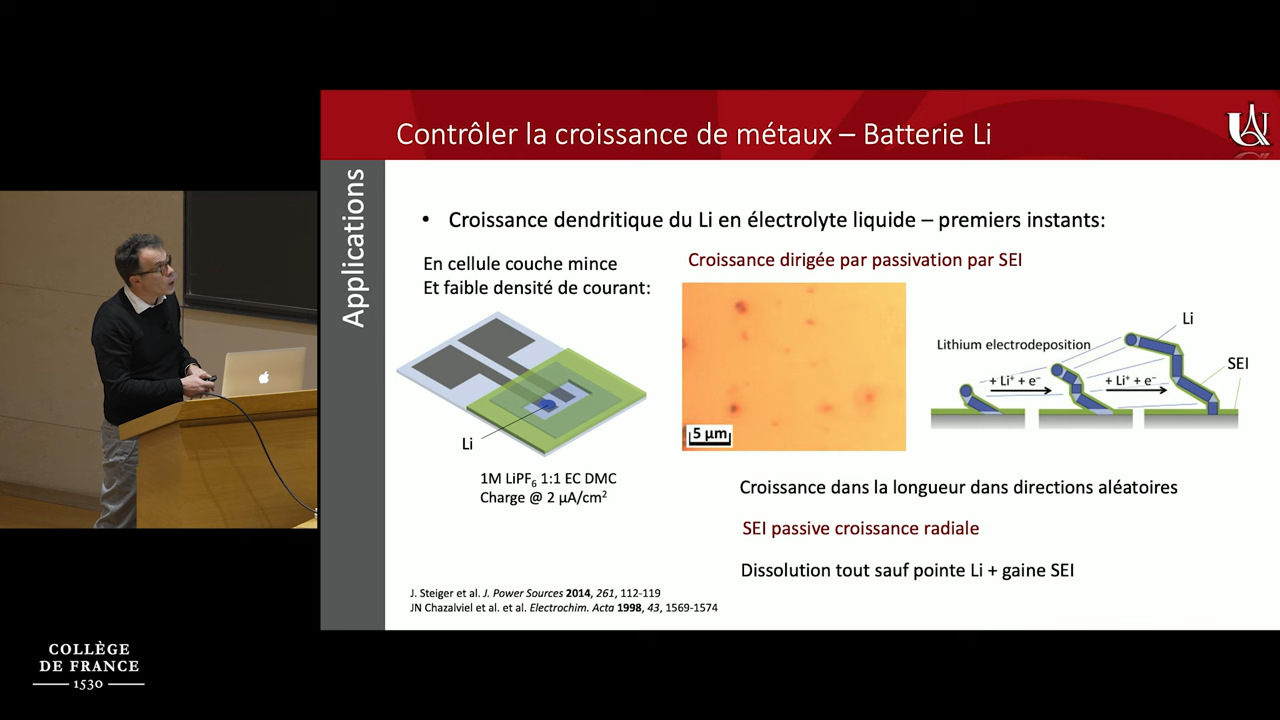 Contrôler la croissance de métaux – Batterie Li
Applications
• Croissance dendritique du Li en électrolyte liquide – premiers instants:
En cellule couche mince
Et faible densité de courant:
Croissance dirigée par passivation par SEI
Li
1M LiPF₆ 1:1 EC DMC
Charge @ 2 µA/cm²
5 µm
Lithium electrodeposition
+ Li⁺ + e⁻
+ Li⁺ + e⁻
Li
SEI
Croissance dans la longueur dans directions aléatoires
SEI passive croissance radiale
Dissolution tout sauf pointe Li + gaine SEI
J. Steiger et al. J. Power Sources 2014, 261, 112-119
JN Chazalviel et al. et al. Electrochim. Acta 1998, 43, 1569-1574
COLLÈGE
DE FRANCE
1530